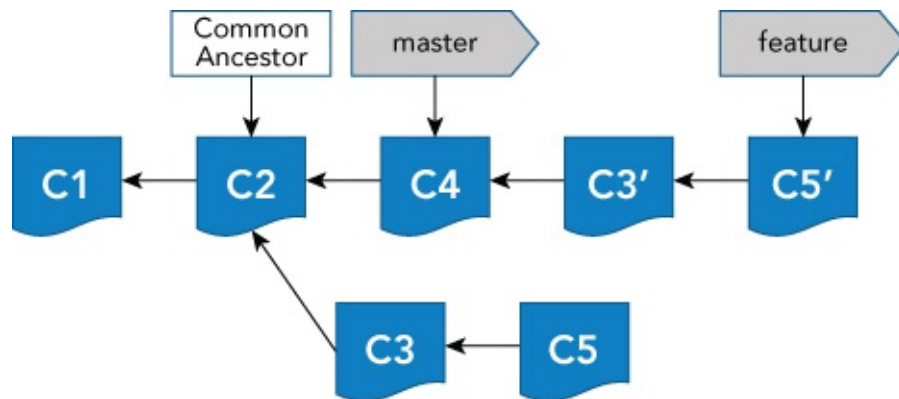 Common
Ancestor
master
feature
C1
C2
C4
C3’
C5’
C3
C5